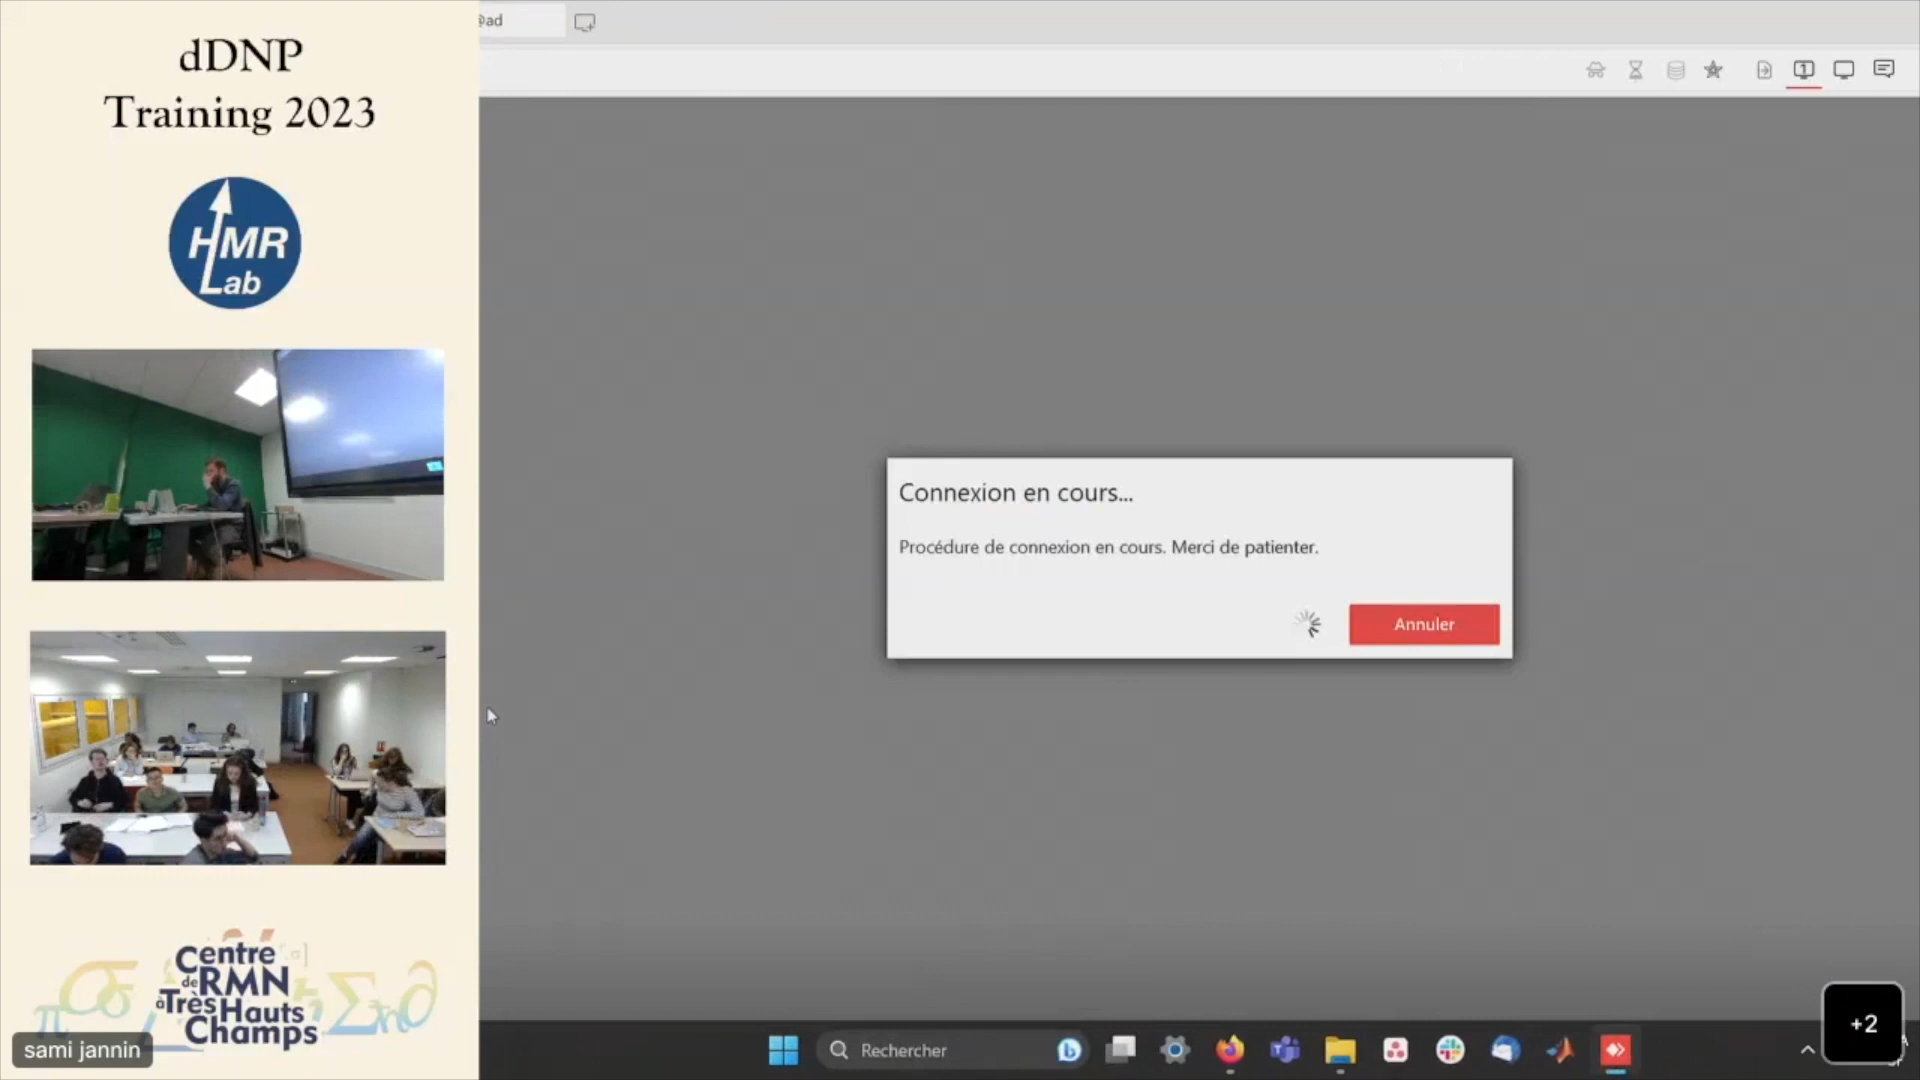 dDNP
Training 2023
HMR
Lab
Centre
de RMN
à Très Hauts
Champs
sami jannin
@ad
1
Connexion en cours...
Procédure de connexion en cours. Merci de patienter.
Annuler
Rechercher
+2